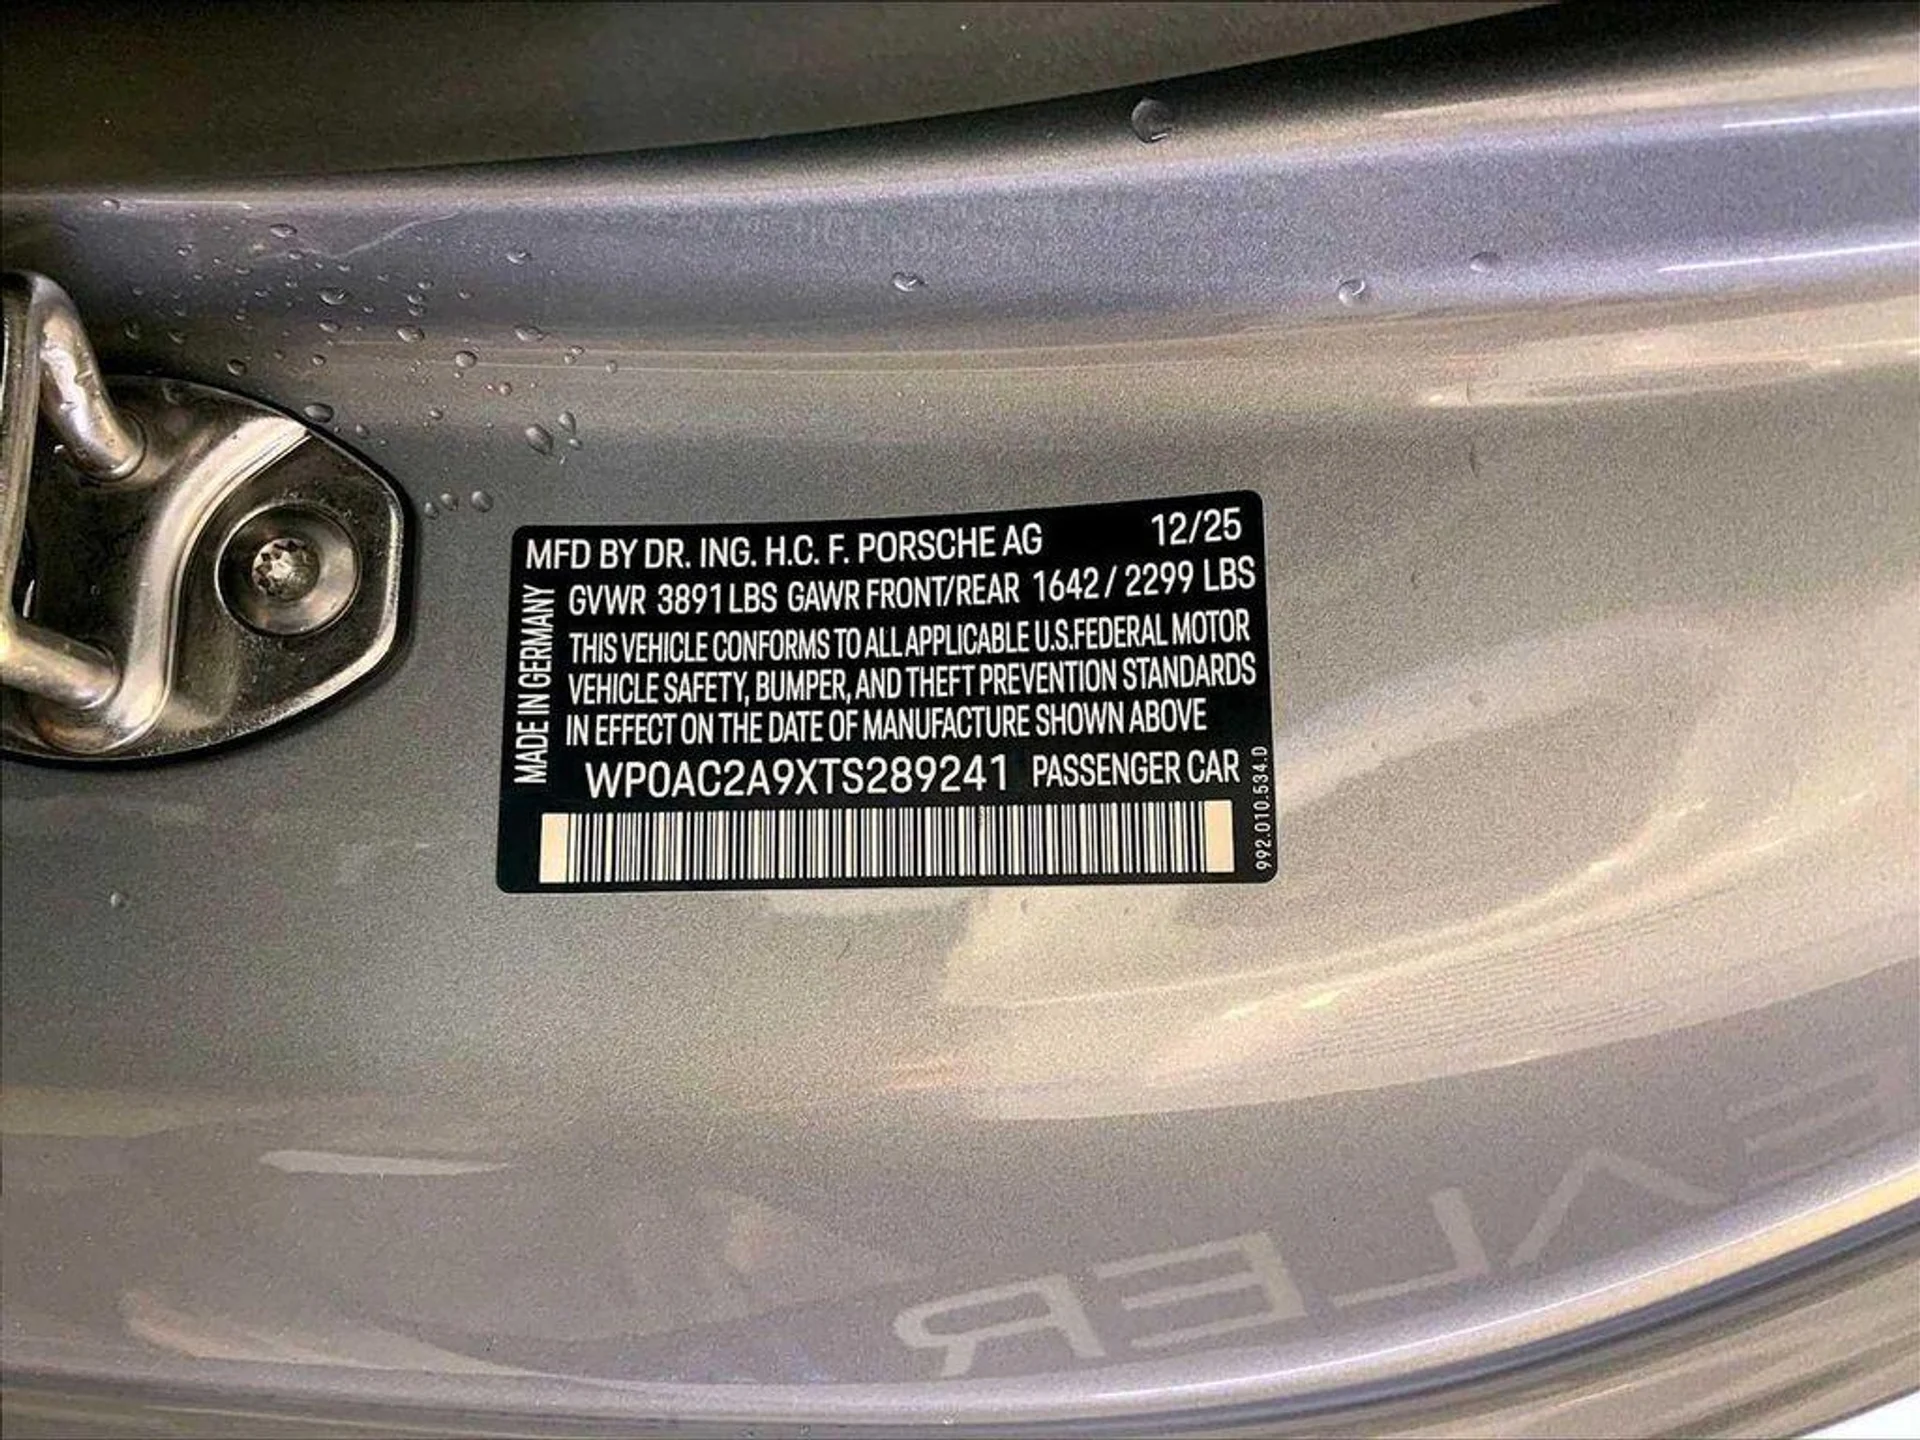 MFD BY DR. ING. H.C. F. PORSCHE AG 12/25
GVWR 3891 LBS GAWR FRONT/REAR 1642 / 2299 LBS
THIS VEHICLE CONFORMS TO ALL APPLICABLE U.S.FEDERAL MOTOR
VEHICLE SAFETY, BUMPER, AND THEFT PREVENTION STANDARDS
IN EFFECT ON THE DATE OF MANUFACTURE SHOWN ABOVE
WP0AC2A9XTS289241 PASSENGER CAR
MADE IN GERMANY
992.010.534.D